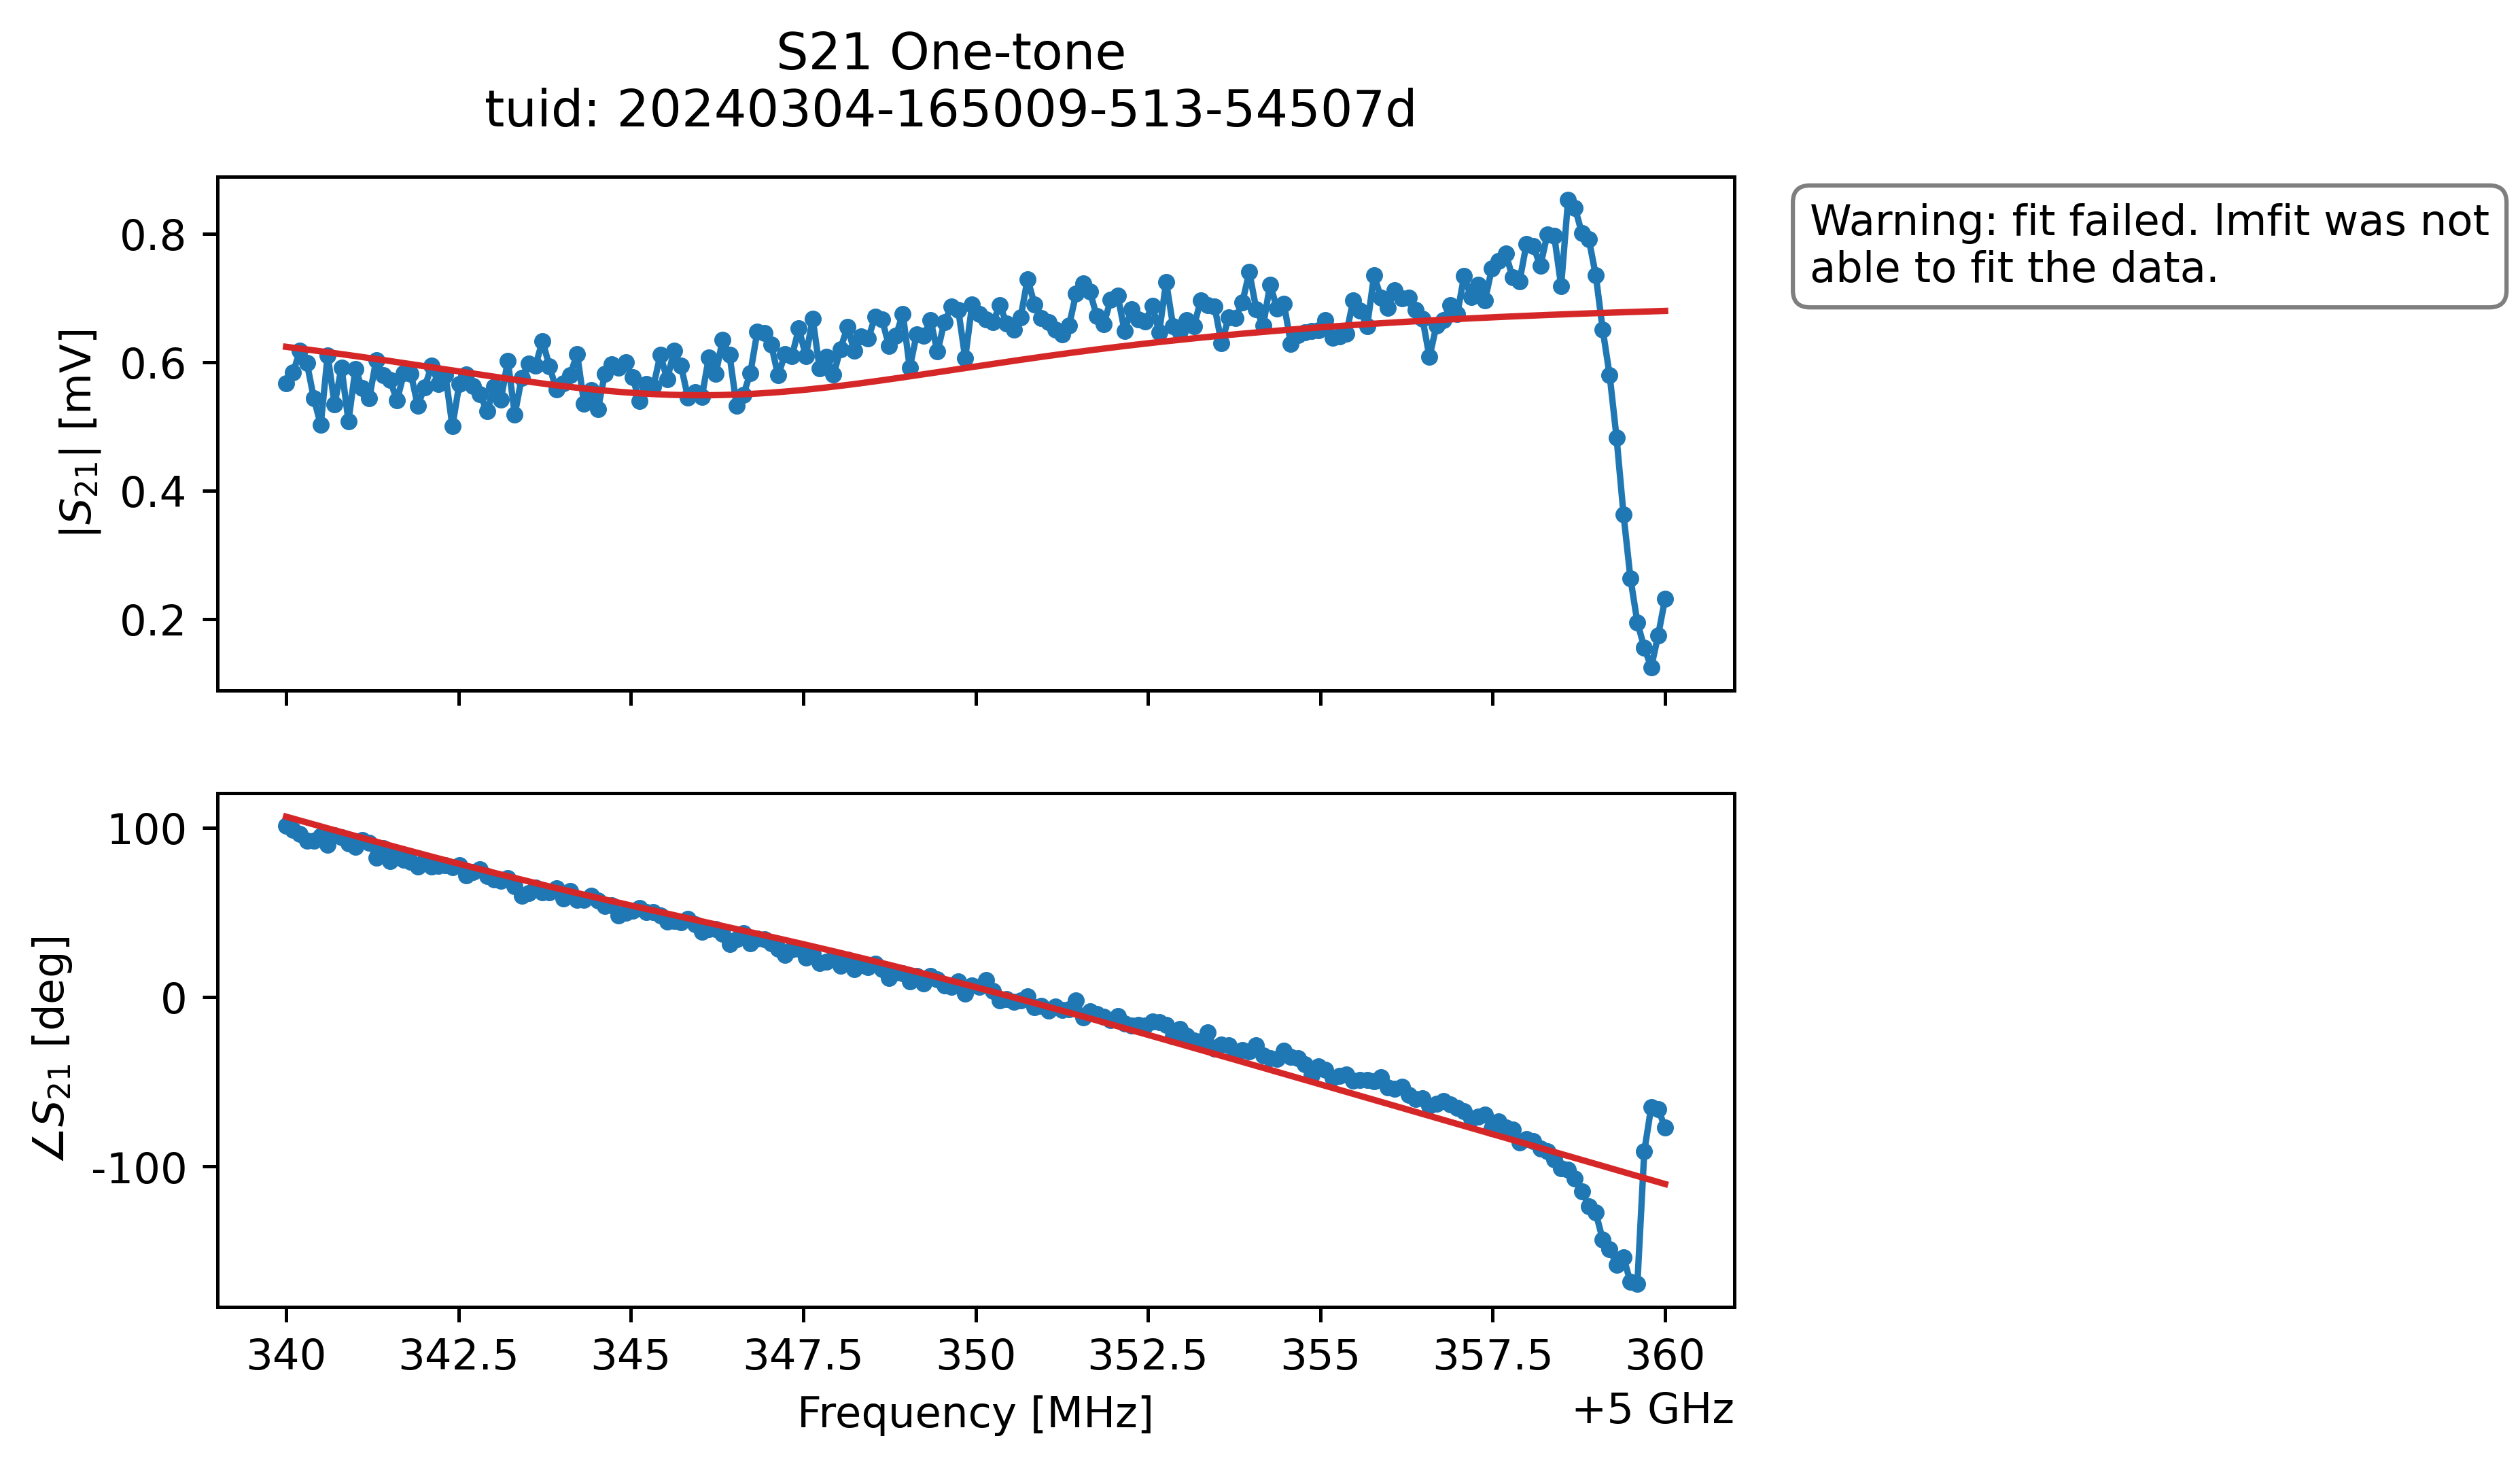 S21 One-tone
tuid: 20240304-165009-513-54507d
Warning: fit failed. lmfit was not
able to fit the data.
|S21| [mV]
0.8
0.6
0.4
0.2
∠S21 [deg]
100
0
-100
340 342.5 345 347.5 350 352.5 355 357.5 360
Frequency [MHz]
+5 GHz